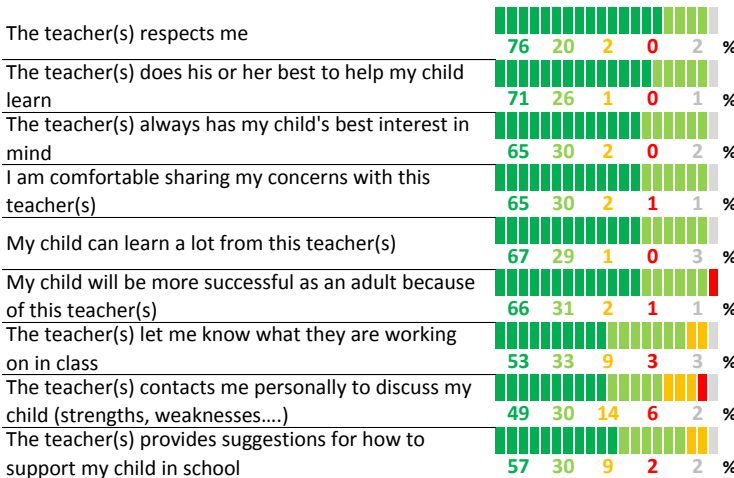 The teacher(s) respects me
76 20 2 0 2 %
The teacher(s) does his or her best to help my child
learn
71 26 1 0 1 %
The teacher(s) always has my child's best interest in
mind
65 30 2 0 2 %
I am comfortable sharing my concerns with this
teacher(s)
65 30 2 1 1 %
My child can learn a lot from this teacher(s)
67 29 1 0 3 %
My child will be more successful as an adult because
of this teacher(s)
66 31 2 1 1 %
The teacher(s) let me know what they are working
on in class
53 33 9 3 3 %
The teacher(s) contacts me personally to discuss my
child (strengths, weaknesses....)
49 30 14 6 2 %
The teacher(s) provides suggestions for how to
support my child in school
57 30 9 2 2 %